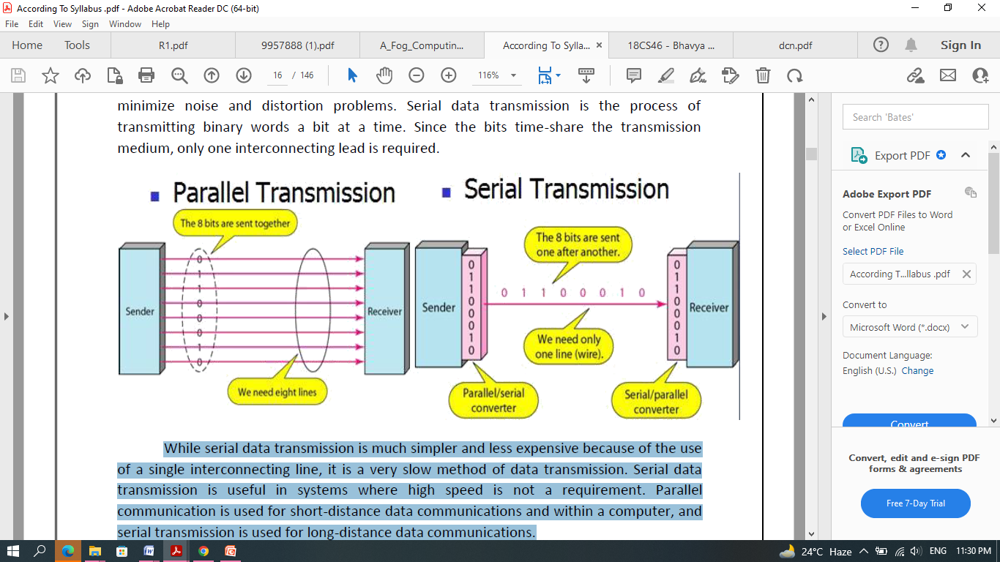 According To Syllabus .pdf - Adobe Acrobat Reader DC (64-bit)
File Edit View Sign Window Help
Home Tools R1.pdf 9957888 (1).pdf A_Fog_Computin... According To Sylla... × 18CS46 - Bhavya ... dcn.pdf Sign In
16 / 146 116%
minimize noise and distortion problems. Serial data transmission is the process of
transmitting binary words a bit at a time. Since the bits time-share the transmission
medium, only one interconnecting lead is required.
Parallel Transmission
The 8 bits are sent together
Sender
0
1
1
0
0
0
1
0
Receiver
We need eight lines
Serial Transmission
The 8 bits are sent
one after another.
Sender
0
1
1
0
0
0
1
0
0 1 1 0 0 0 1 0
0
1
1
0
0
0
1
0
Receiver
We need only
one line (wire).
Parallel/serial
converter
Serial/parallel
converter
While serial data transmission is much simpler and less expensive because of the use
of a single interconnecting line, it is a very slow method of data transmission. Serial data
transmission is useful in systems where high speed is not a requirement. Parallel
communication is used for short-distance data communications and within a computer, and
serial transmission is used for long-distance data communications.
Search 'Bates'
Export PDF
Adobe Export PDF
Convert PDF Files to Word
or Excel Online
Select PDF File
According T...llabus .pdf
Convert to
Microsoft Word (*.docx)
Document Language:
English (U.S.) Change
Convert
Convert, edit and e-sign PDF
forms & agreements
Free 7-Day Trial
24°C Haze ENG 11:30 PM